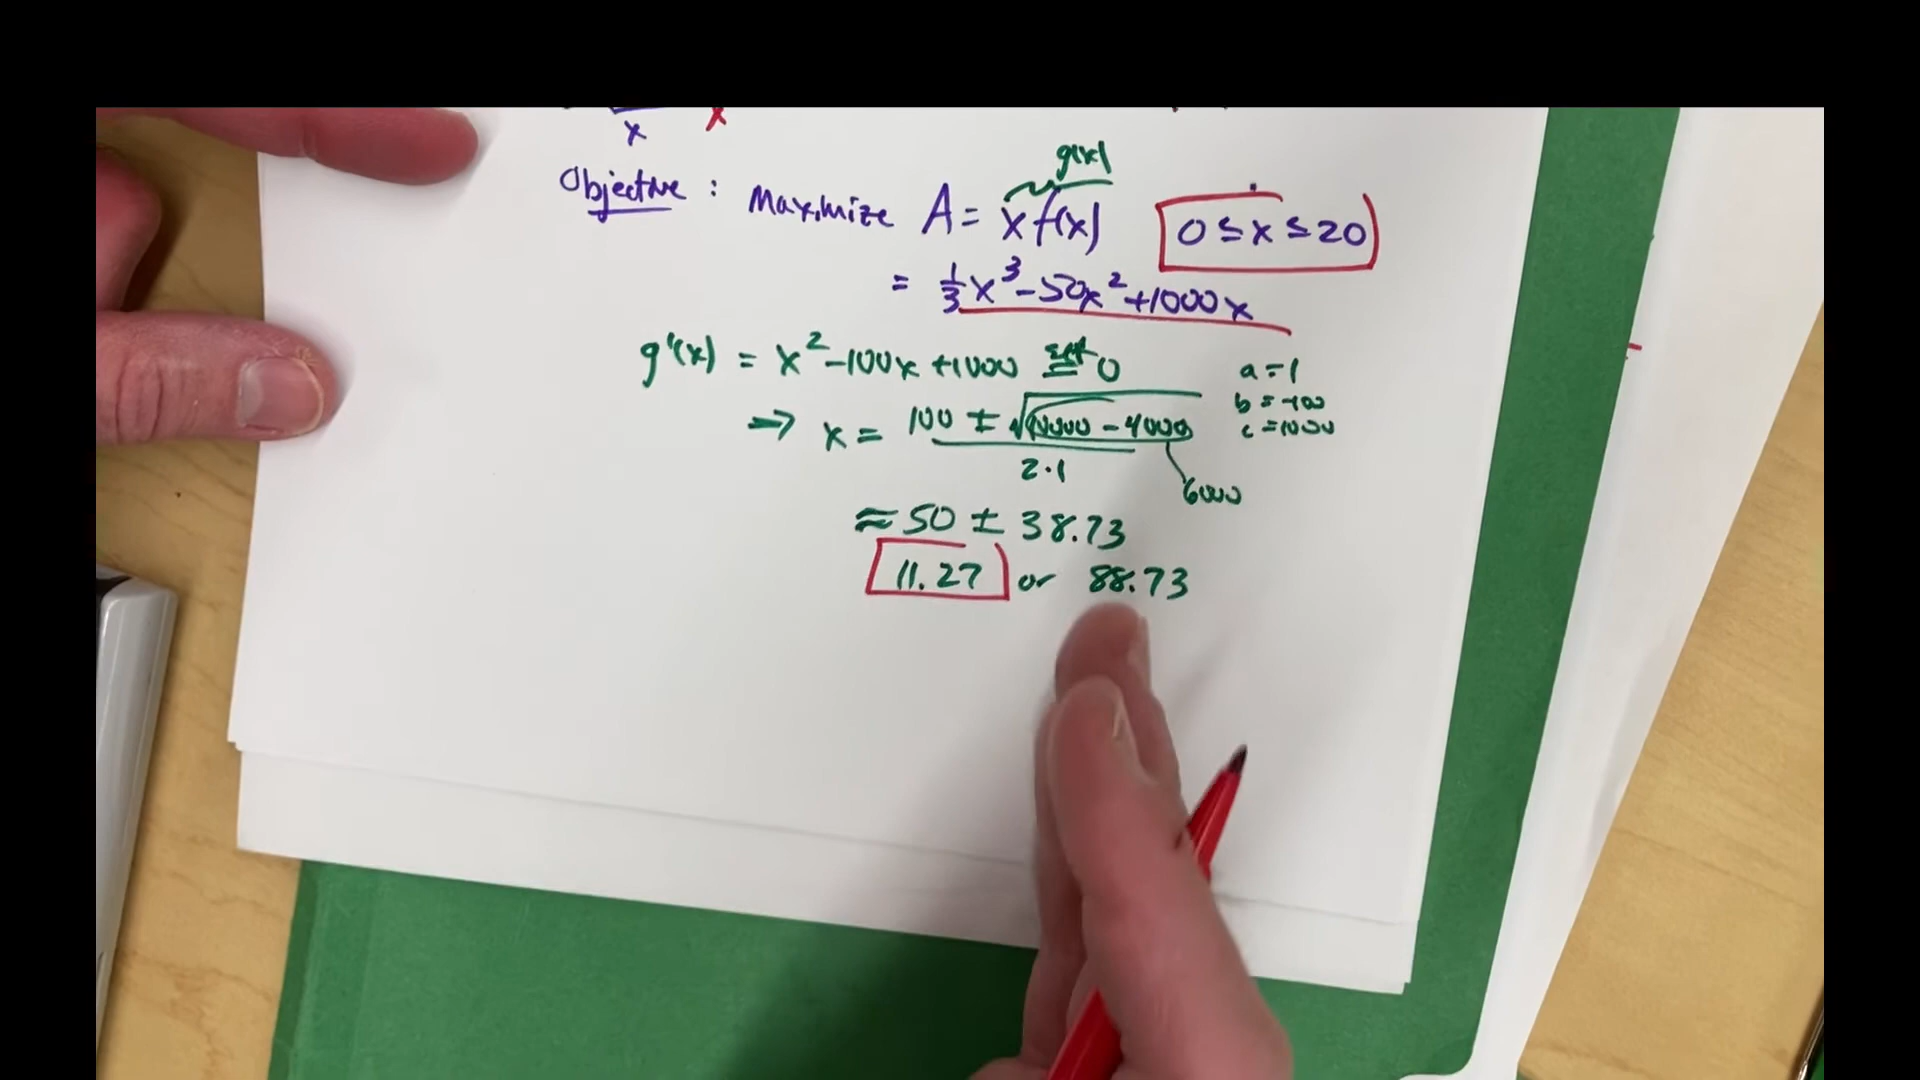 x x
g(x)
Objective : Maximize A = x f(x) 0 ≤ x ≤ 20
= 1/3 x³ - 50x² + 1000x
g'(x) = x² - 100x + 1000 set = 0
a = 1
b = -100
c = 1000
⇒ x = 100 ± √(10000 - 4000) / 2·1
6000
≈ 50 ± 38.73
11.27 or 88.73